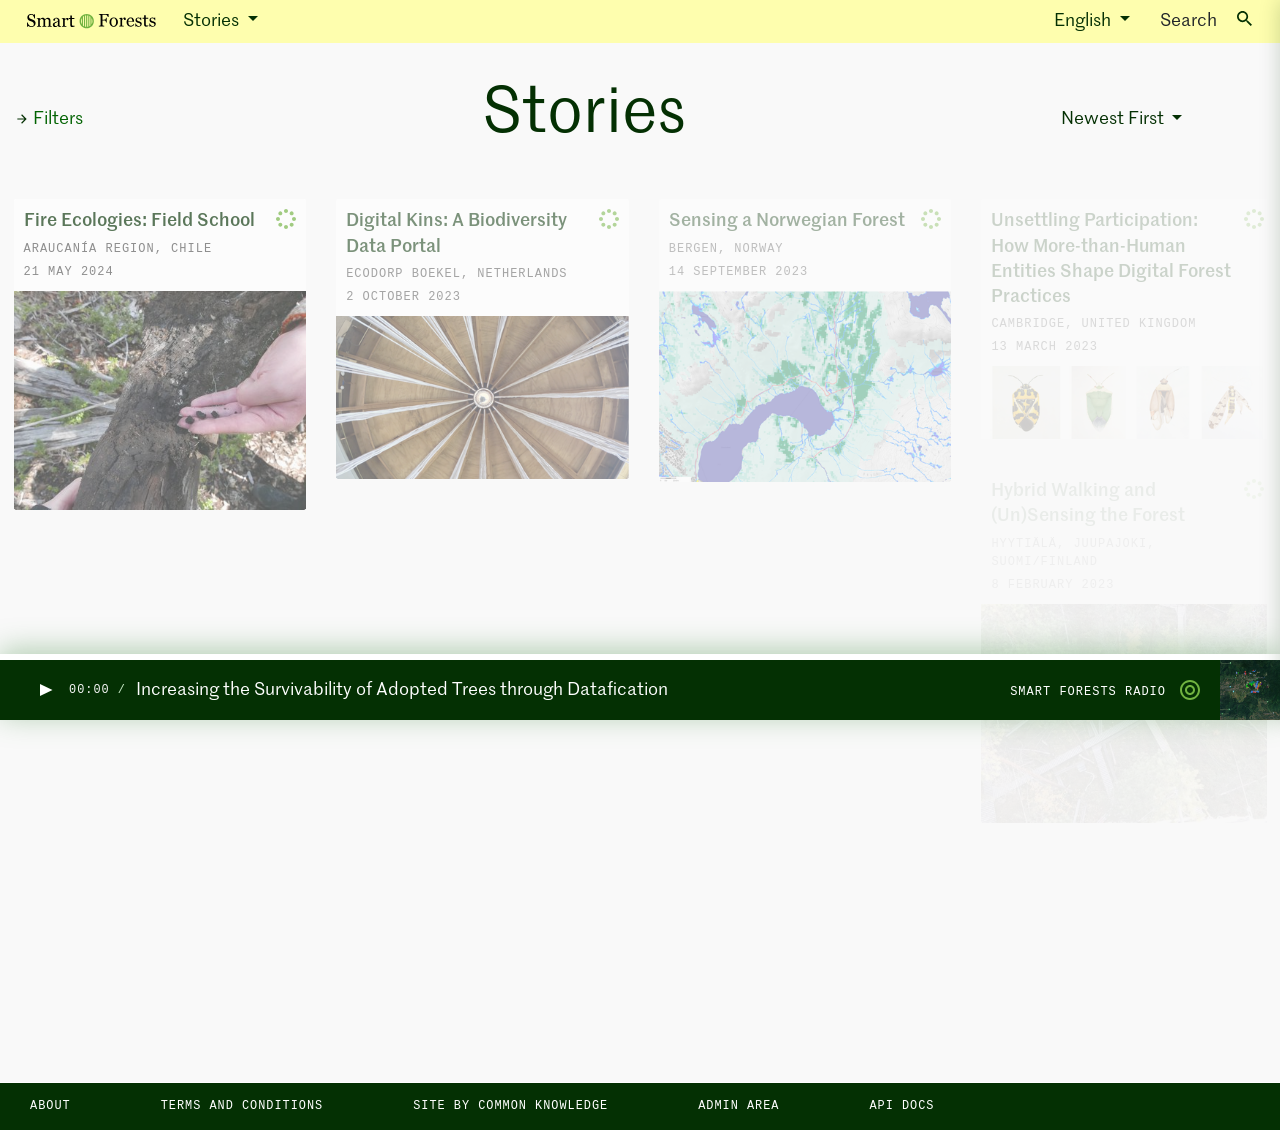 Smart Forests
Stories
English
Search
Filters
Stories
Newest First
Fire Ecologies: Field School
ARAUCANÍA REGION, CHILE
21 MAY 2024
Digital Kins: A Biodiversity
Data Portal
ECODORP BOEKEL, NETHERLANDS
2 OCTOBER 2023
Sensing a Norwegian Forest
BERGEN, NORWAY
14 SEPTEMBER 2023
Unsettling Participation:
How More-than-Human
Entities Shape Digital Forest
Practices
CAMBRIDGE, UNITED KINGDOM
13 MARCH 2023
Hybrid Walking and
(Un)Sensing the Forest
HYYTIÄLÄ, JUUPAJOKI,
SUOMI/FINLAND
8 FEBRUARY 2023
00:00 /
Increasing the Survivability of Adopted Trees through Datafication
SMART FORESTS RADIO
ABOUT
TERMS AND CONDITIONS
SITE BY COMMON KNOWLEDGE
ADMIN AREA
API DOCS